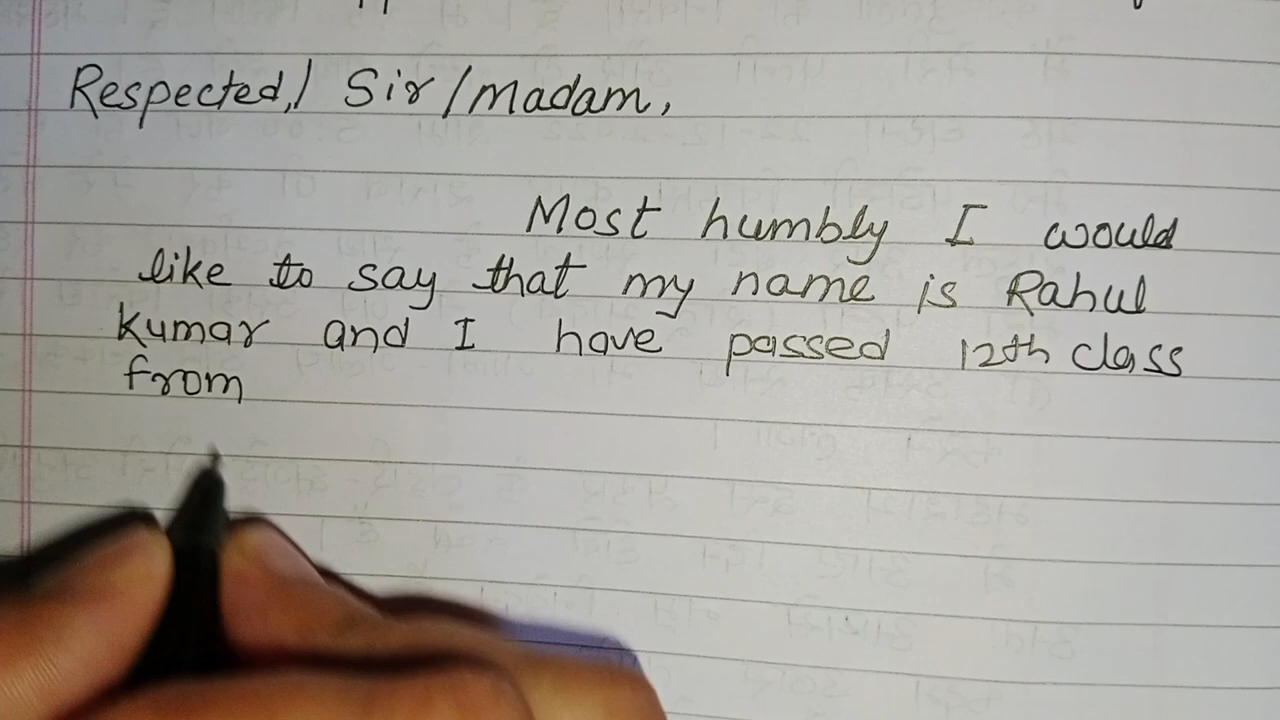 Respected,/ Sir/madam,
Most humbly I would
like to say that my name is Rahul
Kumar and I have passed 12th class
from